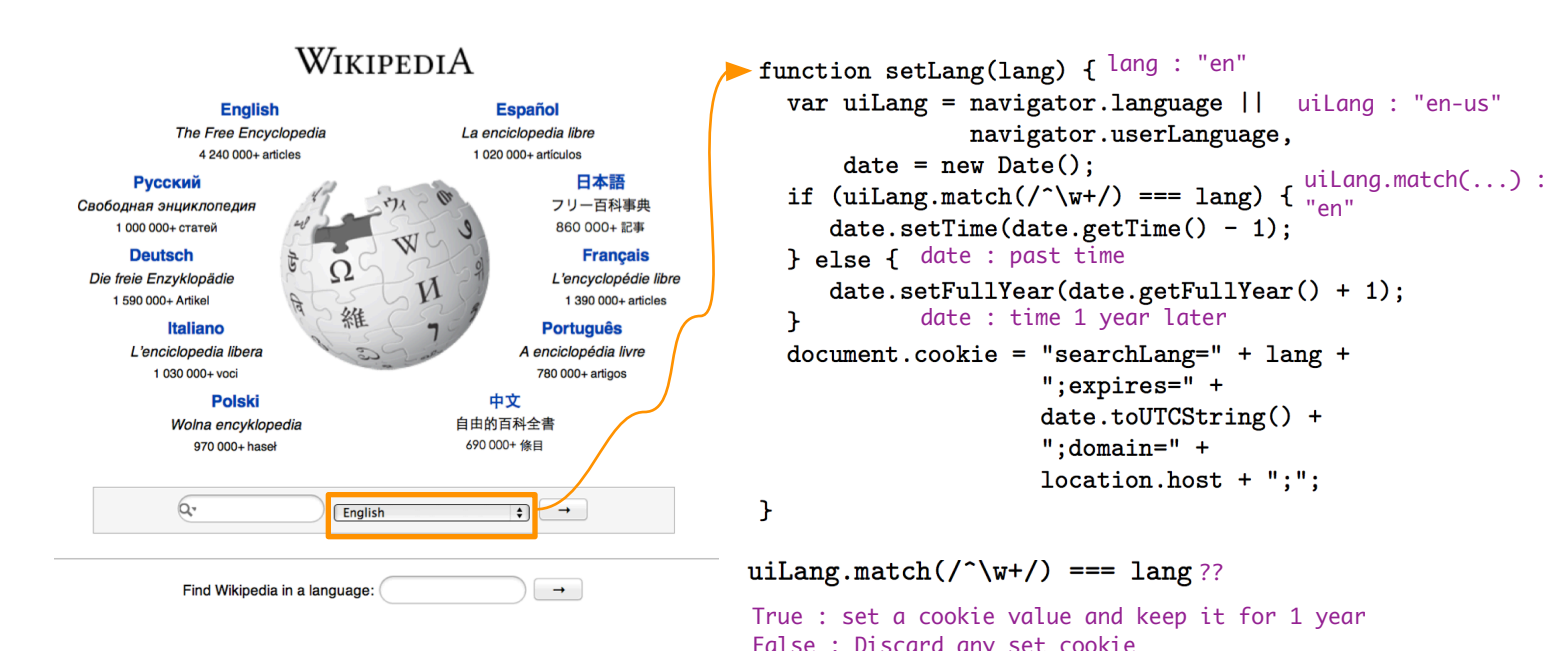 WIKIPEDIA
English
The Free Encyclopedia
4 240 000+ articles
Español
La enciclopedia libre
1 020 000+ artículos
Русский
Свободная энциклопедия
1 000 000+ статей
日本語
フリー百科事典
860 000+ 記事
Deutsch
Die freie Enzyklopädie
1 590 000+ Artikel
Français
L'encyclopédie libre
1 390 000+ articles
Italiano
L'enciclopedia libera
1 030 000+ voci
Português
A enciclopédia livre
780 000+ artigos
Polski
Wolna encyklopedia
970 000+ haseł
中文
自由的百科全書
690 000+ 條目
Ω
W
И
維
7
English
→
Find Wikipedia in a language:
→
function setLang(lang) { lang : "en"
var uiLang = navigator.language || uiLang : "en-us"
navigator.userLanguage,
date = new Date();
if (uiLang.match(/^\w+/) === lang) { uiLang.match(...) :
"en"
date.setTime(date.getTime() - 1);
} else { date : past time
date.setFullYear(date.getFullYear() + 1);
} date : time 1 year later
document.cookie = "searchLang=" + lang +
";expires=" +
date.toUTCString() +
";domain=" +
location.host + ";";
}
uiLang.match(/^\w+/) === lang ??
True : set a cookie value and keep it for 1 year
False : Discard any set cookie